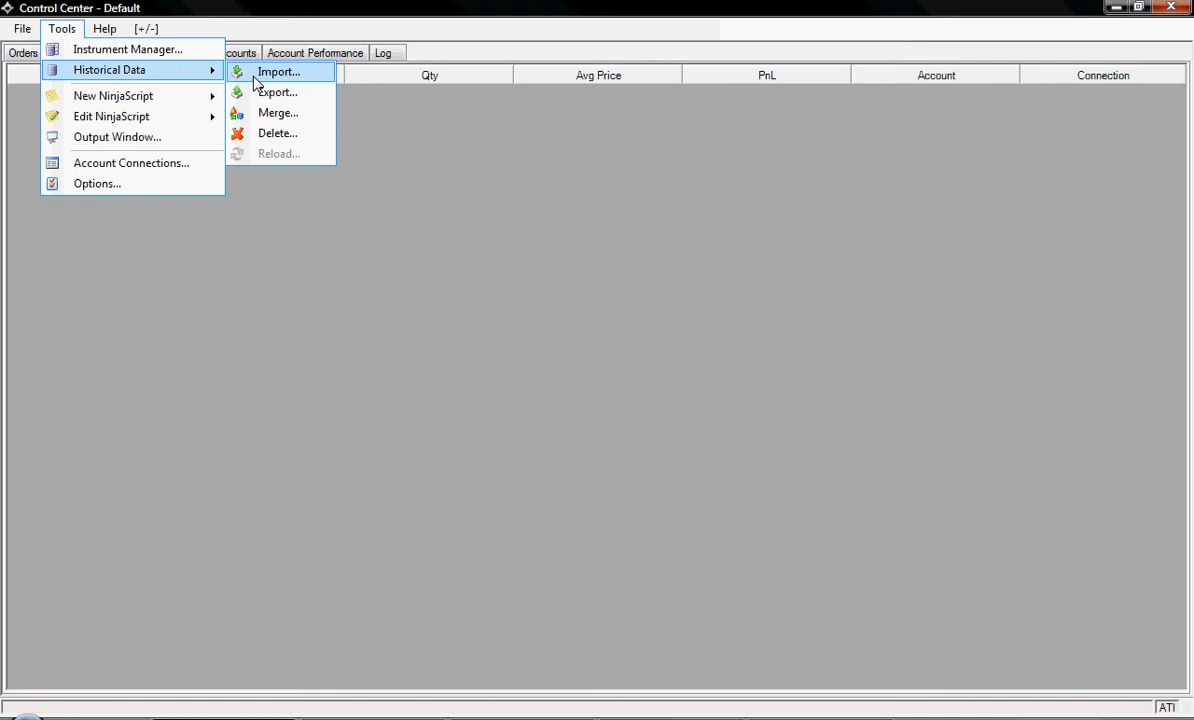 Control Center - Default
File Tools Help [+/-]
Orders counts Account Performance Log
Qty Avg Price PnL Account Connection
Instrument Manager...
Historical Data
New NinjaScript
Edit NinjaScript
Output Window...
Account Connections...
Options...
Import...
Export...
Merge...
Delete...
Reload...
ATI